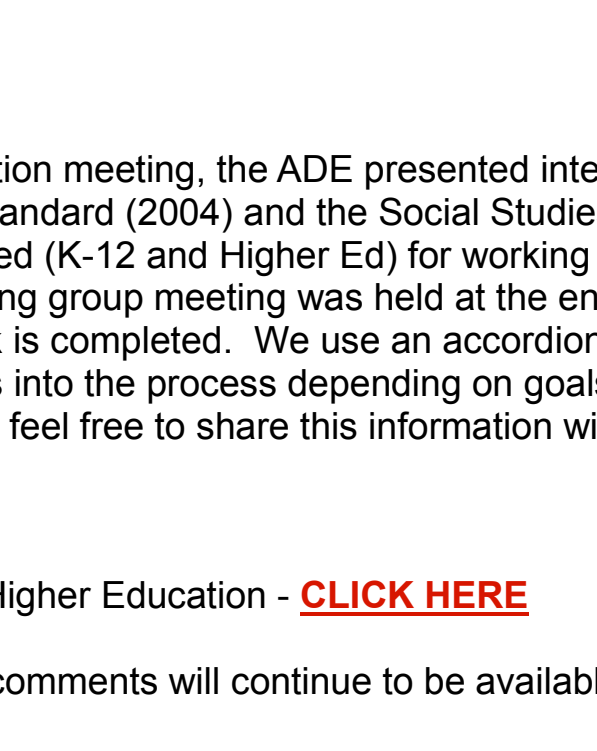 tion meeting, the ADE presented inte
andard (2004) and the Social Studie
ed (K-12 and Higher Ed) for working
ng group meeting was held at the en
k is completed.  We use an accordion
s into the process depending on goals
feel free to share this information wi
Higher Education - CLICK HERE
comments will continue to be availabl